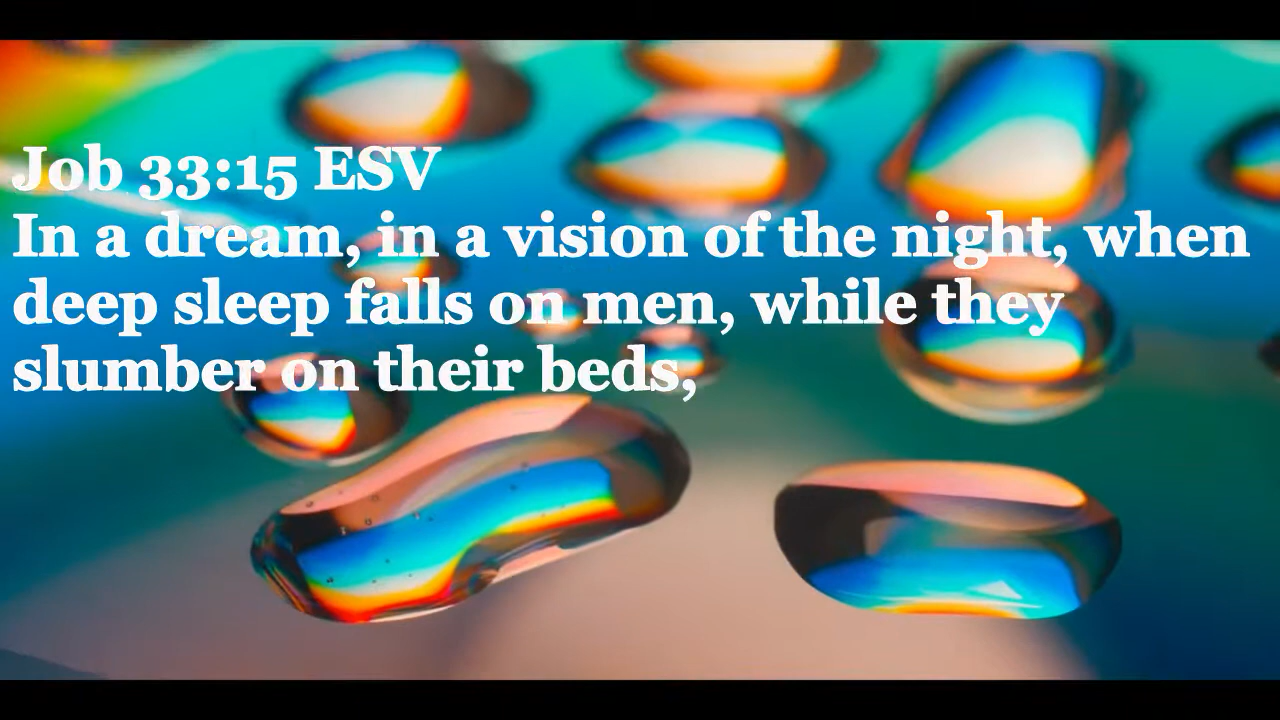 Job 33:15 ESV
In a dream, in a vision of the night, when
deep sleep falls on men, while they
slumber on their beds,